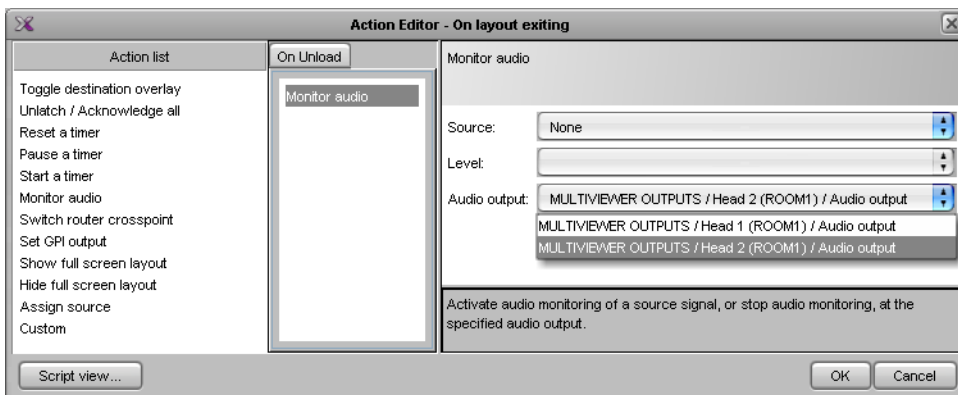 Action Editor - On layout exiting
Action list
Toggle destination overlay
Unlatch / Acknowledge all
Reset a timer
Pause a timer
Start a timer
Monitor audio
Switch router crosspoint
Set GPI output
Show full screen layout
Hide full screen layout
Assign source
Custom
On Unload
Monitor audio
Monitor audio
Source: None
Level:
Audio output: MULTIVIEWER OUTPUTS / Head 2 (ROOM1) / Audio output
MULTIVIEWER OUTPUTS / Head 1 (ROOM1) / Audio output
MULTIVIEWER OUTPUTS / Head 2 (ROOM1) / Audio output
Activate audio monitoring of a source signal, or stop audio monitoring, at the
specified audio output.
Script view...
OK
Cancel